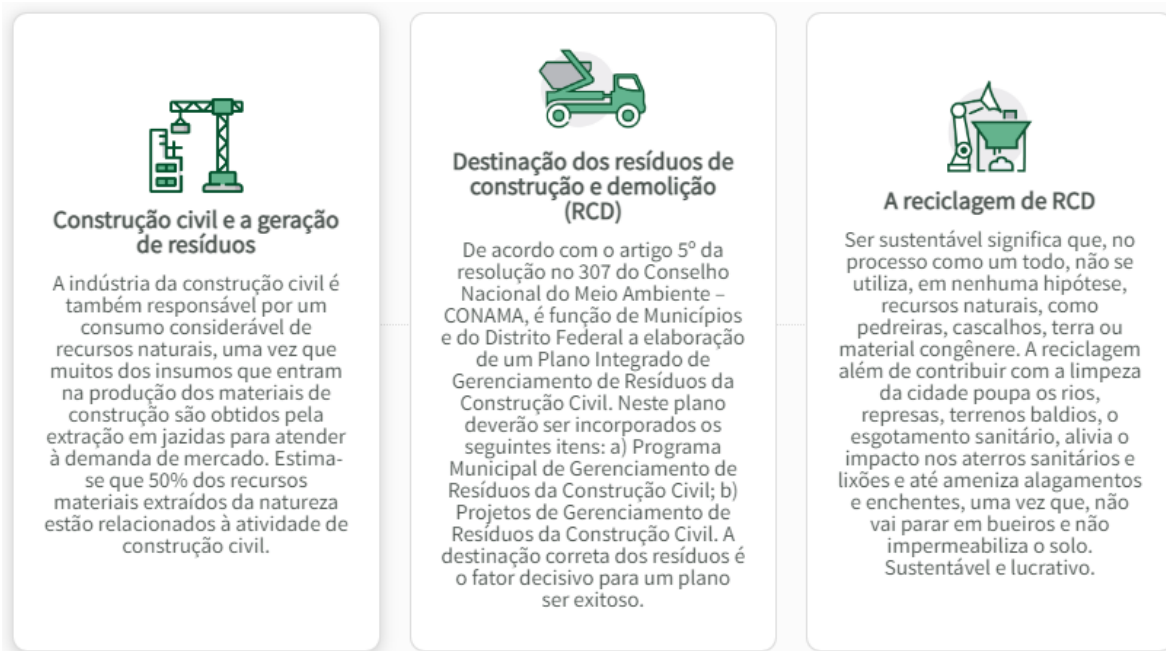 Construção civil e a geração
de resíduos
A indústria da construção civil é
também responsável por um
consumo considerável de
recursos naturais, uma vez que
muitos dos insumos que entram
na produção dos materiais de
construção são obtidos pela
extração em jazidas para atender
à demanda de mercado. Estima-
se que 50% dos recursos
materiais extraídos da natureza
estão relacionados à atividade de
construção civil.
Destinação dos resíduos de
construção e demolição
(RCD)
De acordo com o artigo 5º da
resolução no 307 do Conselho
Nacional do Meio Ambiente –
CONAMA, é função de Municípios
e do Distrito Federal a elaboração
de um Plano Integrado de
Gerenciamento de Resíduos da
Construção Civil. Neste plano
deverão ser incorporados os
seguintes itens: a) Programa
Municipal de Gerenciamento de
Resíduos da Construção Civil; b)
Projetos de Gerenciamento de
Resíduos da Construção Civil. A
destinação correta dos resíduos é
o fator decisivo para um plano
ser exitoso.
A reciclagem de RCD
Ser sustentável significa que, no
processo como um todo, não se
utiliza, em nenhuma hipótese,
recursos naturais, como
pedreiras, cascalhos, terra ou
material congênere. A reciclagem
além de contribuir com a limpeza
da cidade poupa os rios,
represas, terrenos baldios, o
esgotamento sanitário, alivia o
impacto nos aterros sanitários e
lixões e até ameniza alagamentos
e enchentes, uma vez que, não
vai parar em bueiros e não
impermeabiliza o solo.
Sustentável e lucrativo.